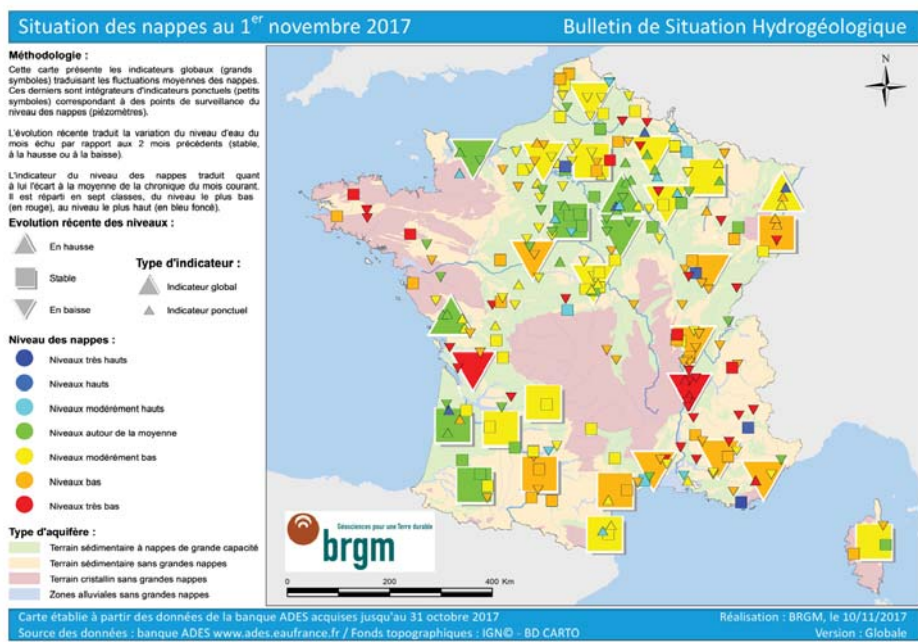 Situation des nappes au 1er novembre 2017
Bulletin de Situation Hydrogéologique
Méthodologie :
Cette carte présente les indicateurs globaux (grands
symboles) traduisant les fluctuations moyennes des nappes.
Ces derniers sont intégrateurs d'indicateurs ponctuels (petits
symboles) correspondant à des points de surveillance du
niveau des nappes (piézomètres).
L'évolution récente traduit la variation du niveau d'eau du
mois échu par rapport aux 2 mois précédents (stable,
à la hausse ou à la baisse).
L'indicateur du niveau des nappes traduit quant
à lui l'écart à la moyenne de la chronique du mois courant.
Il est réparti en sept classes, du niveau le plus bas
(en rouge), au niveau le plus haut (en bleu foncé).
Evolution récente des niveaux :
En hausse
Stable
En baisse
Type d'indicateur :
Indicateur global
Indicateur ponctuel
Niveau des nappes :
Niveaux très hauts
Niveaux hauts
Niveaux modérément hauts
Niveaux autour de la moyenne
Niveaux modérément bas
Niveaux bas
Niveaux très bas
Type d'aquifère :
Terrain sédimentaire à nappes de grande capacité
Terrain sédimentaire sans grandes nappes
Terrain cristallin sans grandes nappes
Zones alluviales sans grandes nappes
N
Géosciences pour une Terre durable
brgm
0 200 400 Km
Carte établie à partir des données de la banque ADES acquises jusqu'au 31 octobre 2017
Source des données : banque ADES www.ades.eaufrance.fr / Fonds topographiques : IGN© - BD CARTO
Réalisation : BRGM, le 10/11/2017
Version : Globale